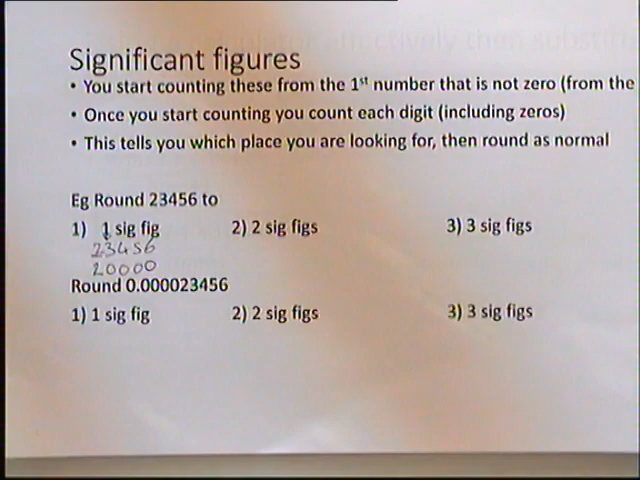 Significant figures
• You start counting these from the 1st number that is not zero (from the
• Once you start counting you count each digit (including zeros)
• This tells you which place you are looking for, then round as normal
Eg Round 23456 to
1) 1 sig fig 2) 2 sig figs 3) 3 sig figs
23456
20000
Round 0.000023456
1) 1 sig fig 2) 2 sig figs 3) 3 sig figs